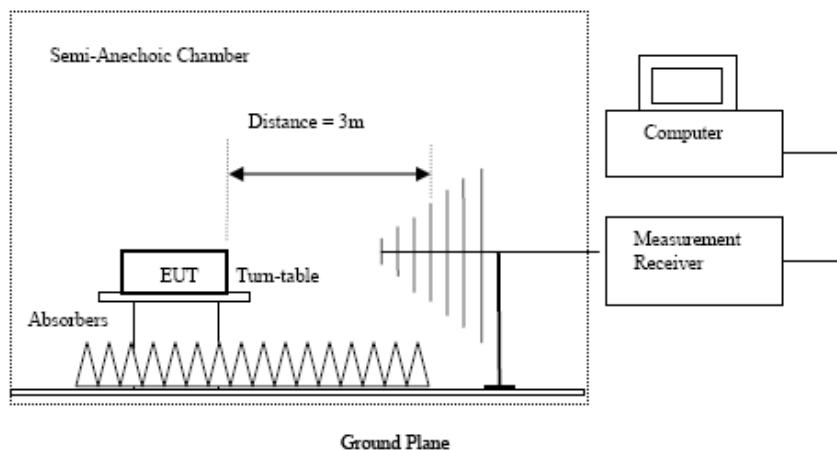 Semi-Anechoic Chamber
Distance = 3m
Computer
Measurement
Receiver
EUT
Turn-table
Absorbers
Ground Plane